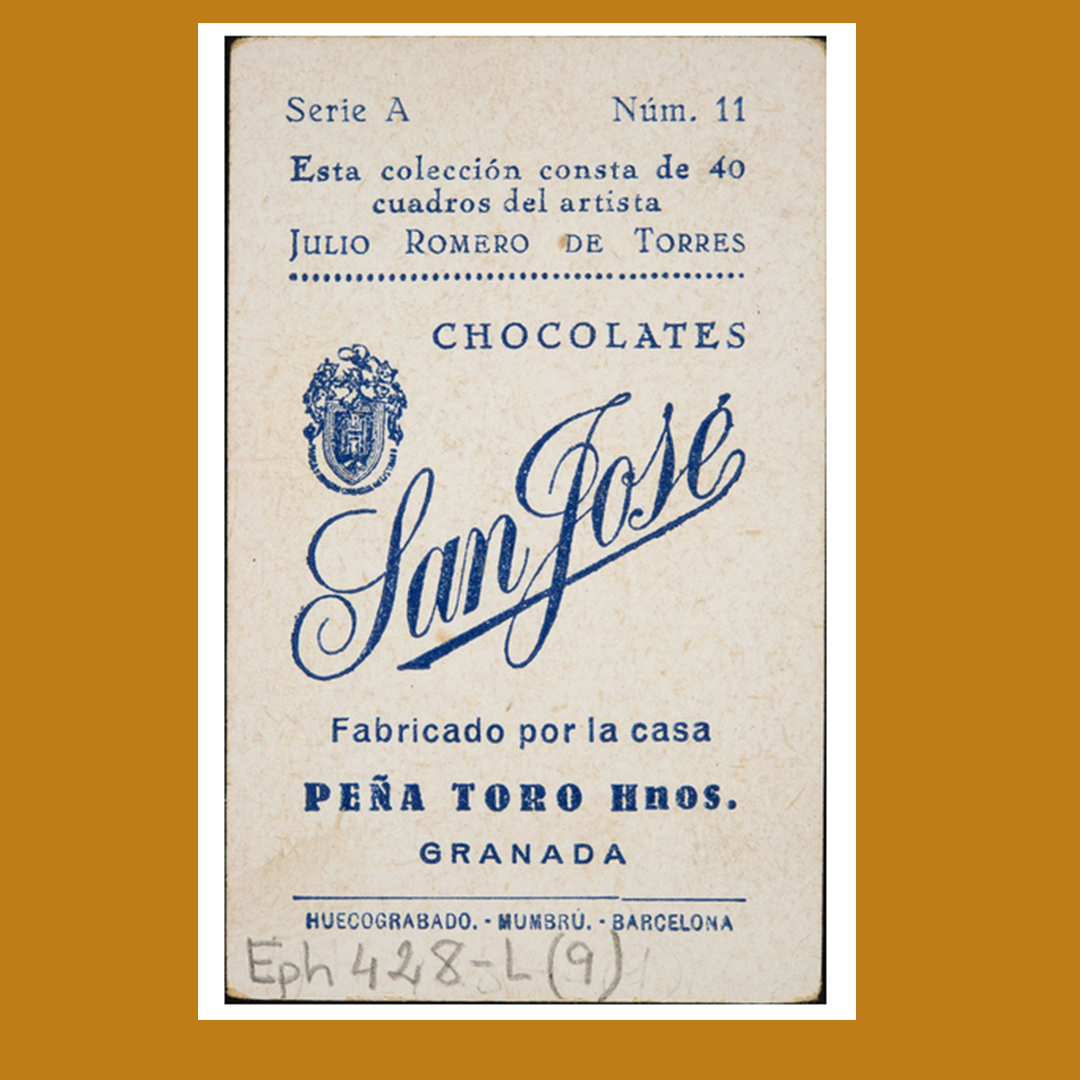 Serie A Núm. 11
Esta colección consta de 40
cuadros del artista
JULIO ROMERO DE TORRES
CHOCOLATES
San José
Fabricado por la casa
PEÑA TORO Hnos.
GRANADA
HUECOGRABADO. - MUMBRÚ. - BARCELONA
Eph 428-L (9)